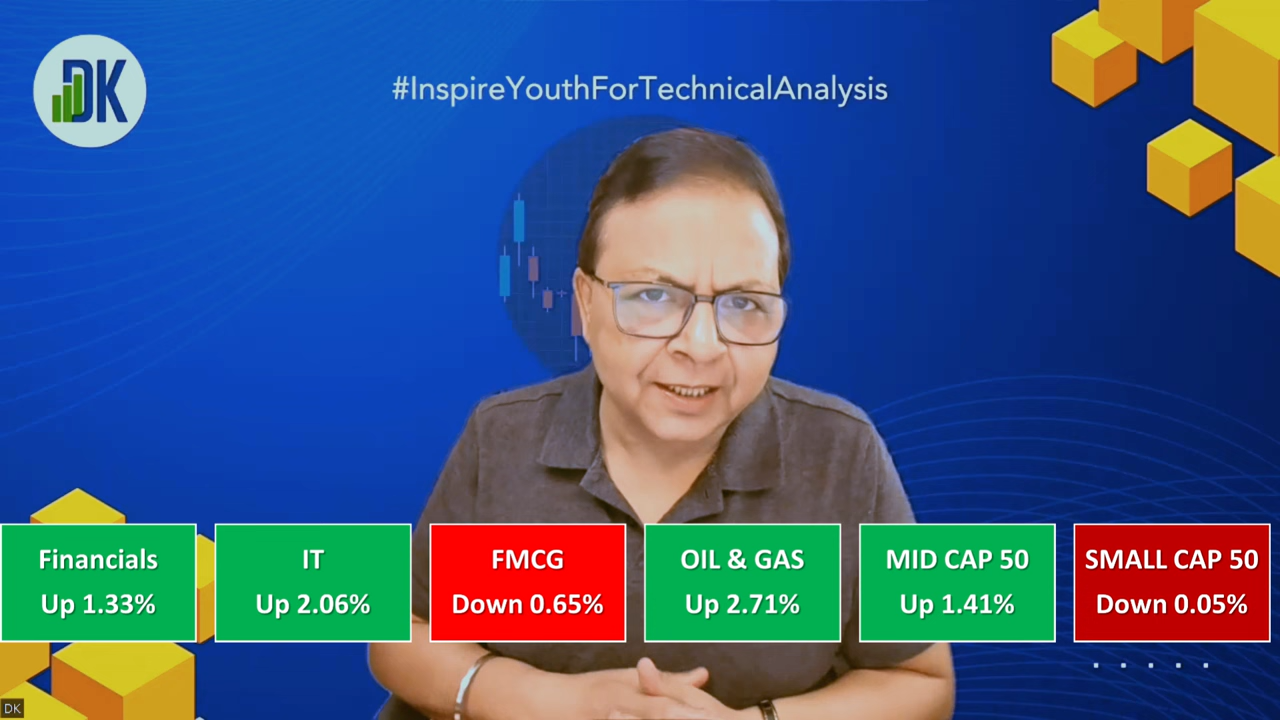 DK
#InspireYouthForTechnicalAnalysis
Financials
Up 1.33%
IT
Up 2.06%
FMCG
Down 0.65%
OIL & GAS
Up 2.71%
MID CAP 50
Up 1.41%
SMALL CAP 50
Down 0.05%
DK